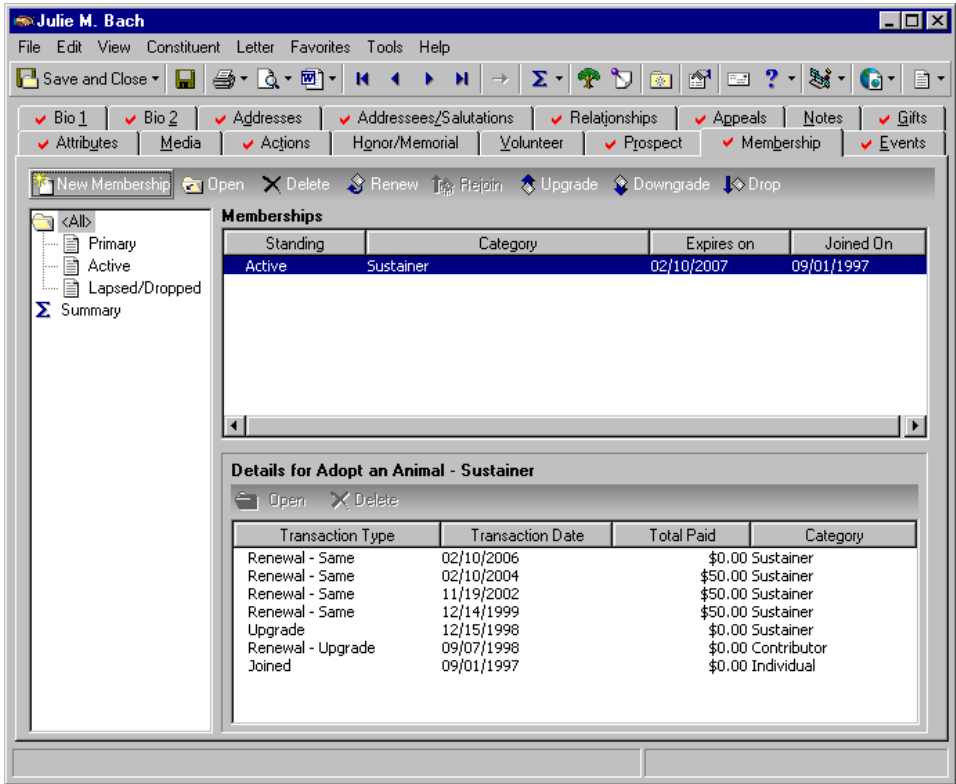 Julie M. Bach
File Edit View Constituent Letter Favorites Tools Help
Save and Close
Bio 1 Bio 2 Addresses Addressees/Salutations Relationships Appeals Notes Gifts
Attributes Media Actions Honor/Memorial Volunteer Prospect Membership Events
New Membership Open Delete Renew Rejoin Upgrade Downgrade Drop
<All>
Primary
Active
Lapsed/Dropped
Summary
Memberships
Standing Category Expires on Joined On
Active Sustainer 02/10/2007 09/01/1997
Details for Adopt an Animal - Sustainer
Open Delete
Transaction Type Transaction Date Total Paid Category
Renewal - Same 02/10/2006 $0.00 Sustainer
Renewal - Same 02/10/2004 $50.00 Sustainer
Renewal - Same 11/19/2002 $50.00 Sustainer
Renewal - Same 12/14/1999 $50.00 Sustainer
Upgrade 12/15/1998 $0.00 Sustainer
Renewal - Upgrade 09/07/1998 $0.00 Contributor
Joined 09/01/1997 $0.00 Individual